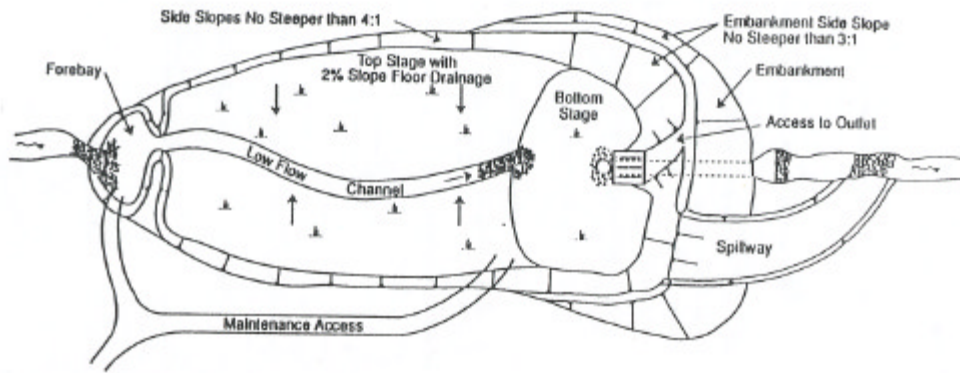 Side Slopes No Steeper than 4:1
Embankment Side Slope
No Steeper than 3:1
Forebay
Top Stage with
2% Slope Floor Drainage
Embankment
Bottom
Stage
Access to Outlet
Low Flow
Channel
Spillway
Maintenance Access